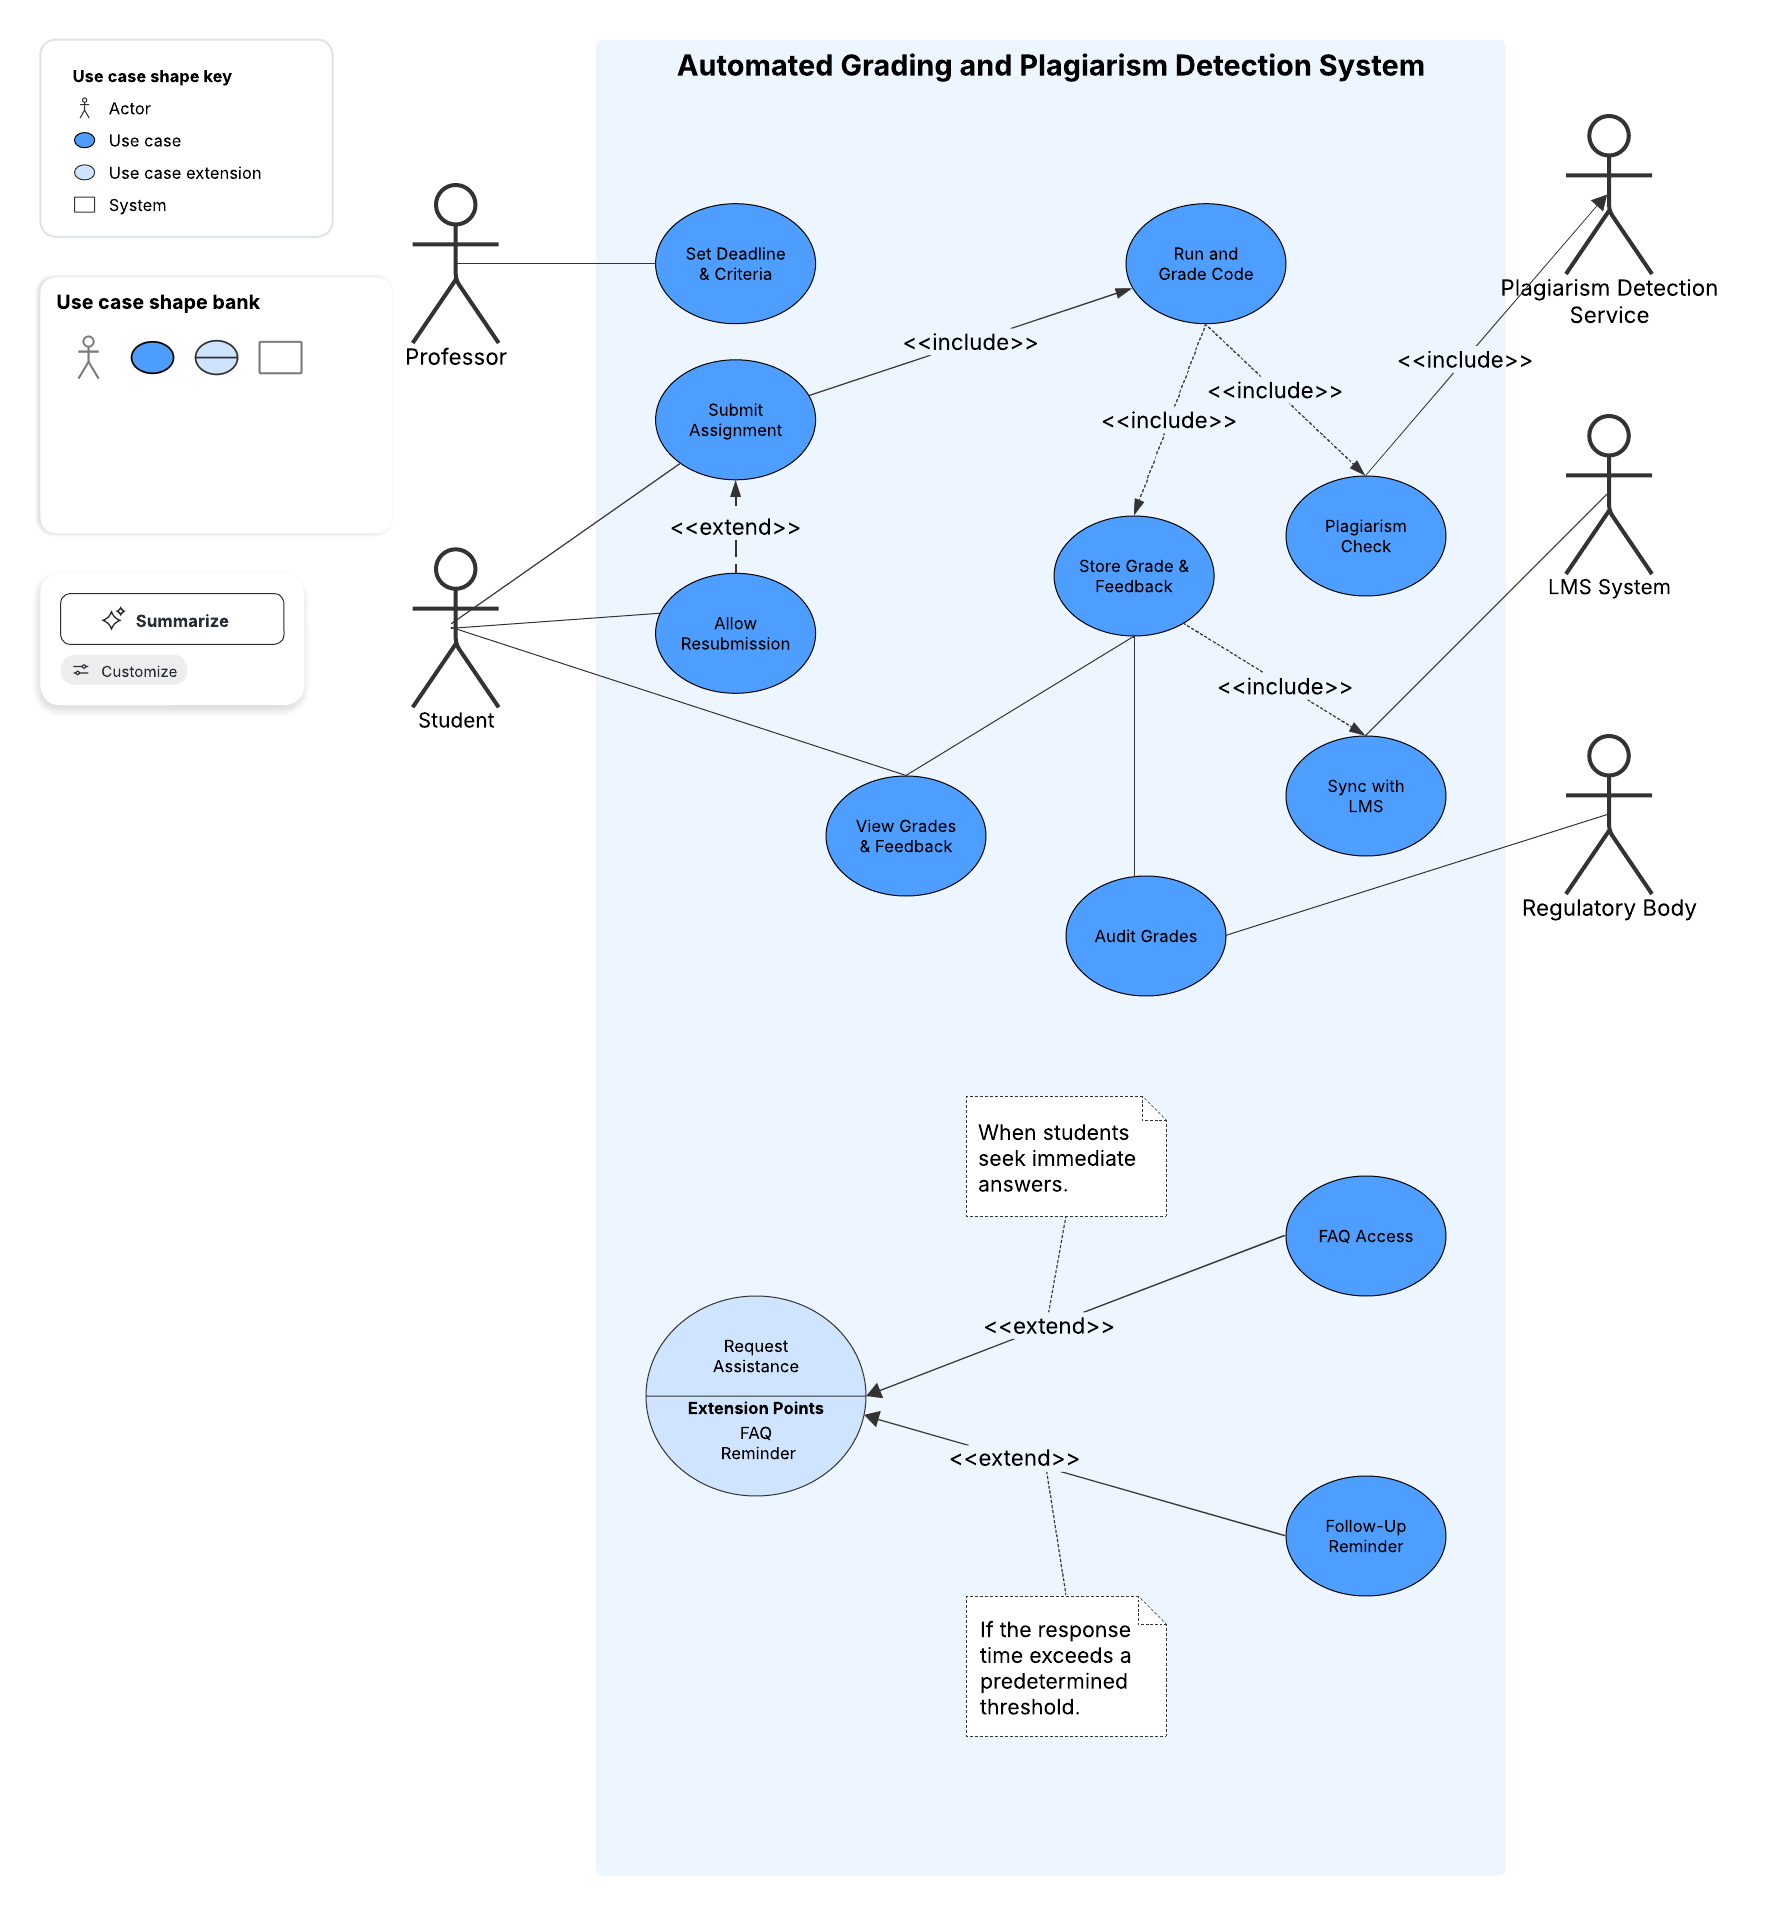 Automated Grading and Plagiarism Detection System
Use case shape key
Actor
Use case
Use case extension
System
Use case shape bank
Summarize
Customize
Professor
Student
Set Deadline
& Criteria
Run and
Grade Code
<<include>>
Submit
Assignment
<<include>>
<<include>>
<<include>>
Plagiarism Detection
Service
<<extend>>
Plagiarism
Check
Store Grade &
Feedback
LMS System
Allow
Resubmission
<<include>>
Sync with
LMS
View Grades
& Feedback
Audit Grades
Regulatory Body
When students
seek immediate
answers.
FAQ Access
<<extend>>
Request
Assistance
Extension Points
FAQ
Reminder
<<extend>>
Follow-Up
Reminder
If the response
time exceeds a
predetermined
threshold.